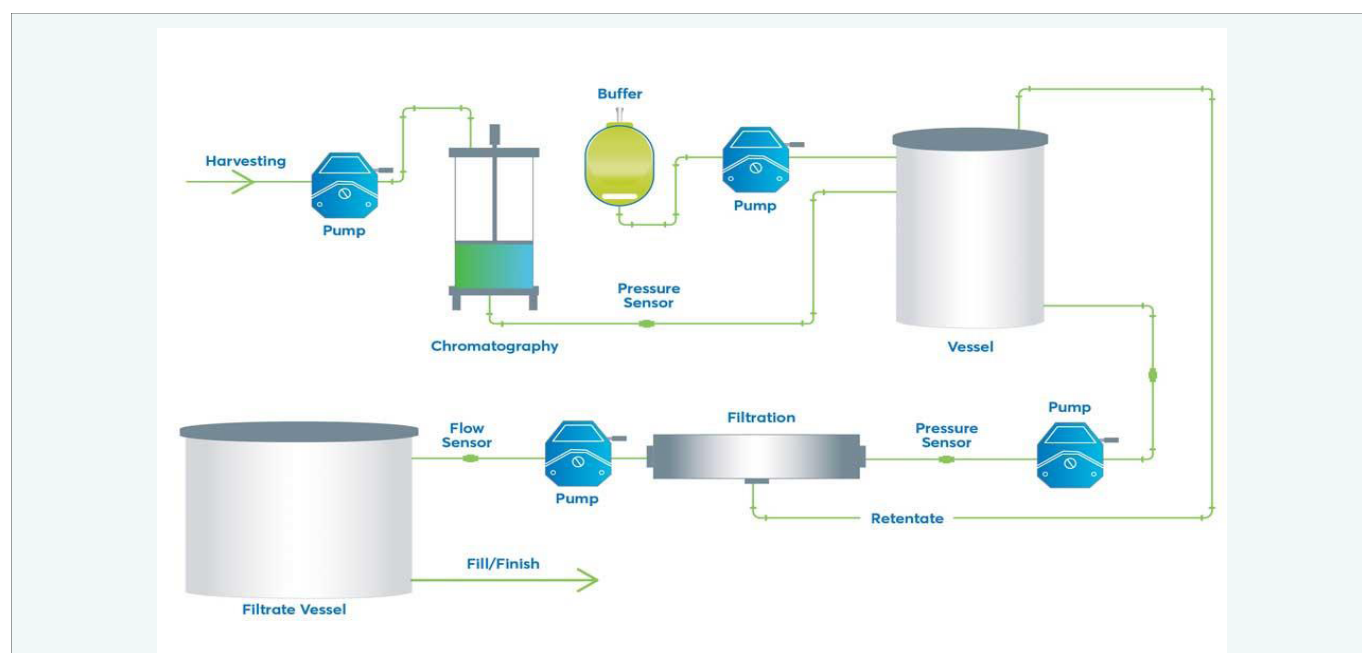 Buffer
Harvesting
Pump
Pump
Pressure
Sensor
Chromatography
Vessel
Flow
Sensor
Filtration
Pressure
Sensor
Pump
Pump
Retentate
Fill/Finish
Filtrate Vessel